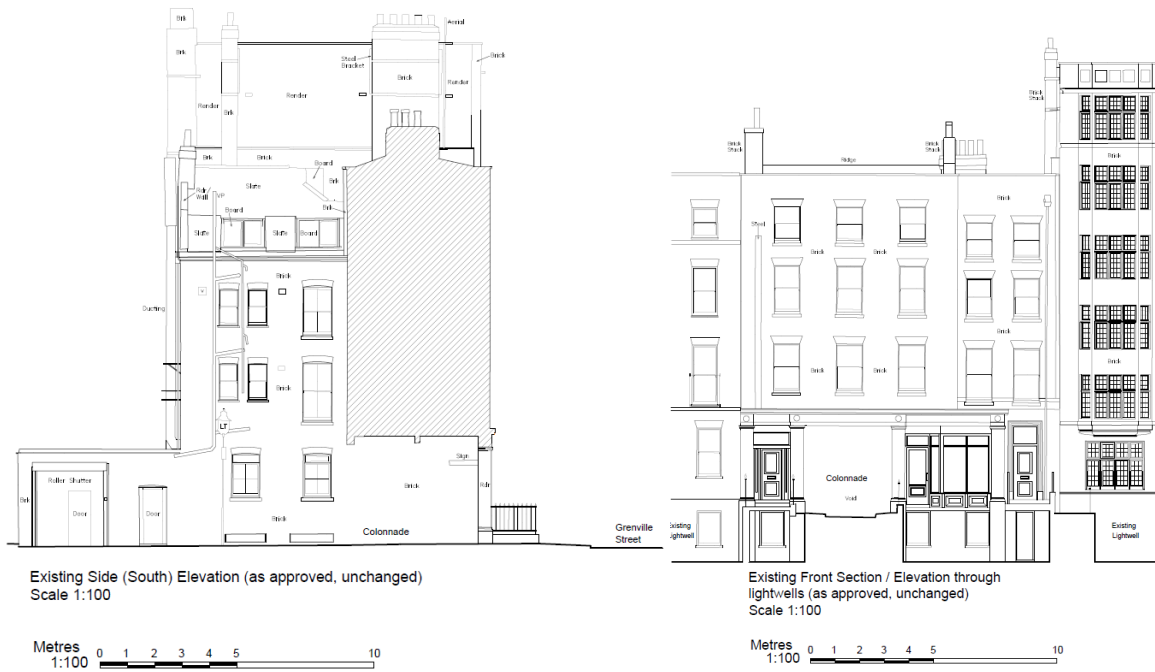 Brk
Aerial
Brk
Steel
Bracket
Brick
Brick
Render
Render
Render
Brk
Brk
Brick
Board
Brk
Slate
Rdr/
Wall
VP
Board
Brk
Slate
Slate
Board
Brick
Ducting
Brick
LT
Sign
Roller Shutter
Brk
Door
Door
Brick
Brick
Rdr
Colonnade
Grenville
Street
Existing Side (South) Elevation (as approved, unchanged)
Scale 1:100
Metres
1:100
0 1 2 3 4 5 10
Brick
Stack
Brick
Stack
Brick
Stack
Ridge
Brick
Brick
Steel
Brick
Brick
Brick
Brick
Brick
Brick
Colonnade
Void
Existing
Lightwell
Existing
Lightwell
Existing Front Section / Elevation through
lightwells (as approved, unchanged)
Scale 1:100
Metres
1:100
0 1 2 3 4 5 10